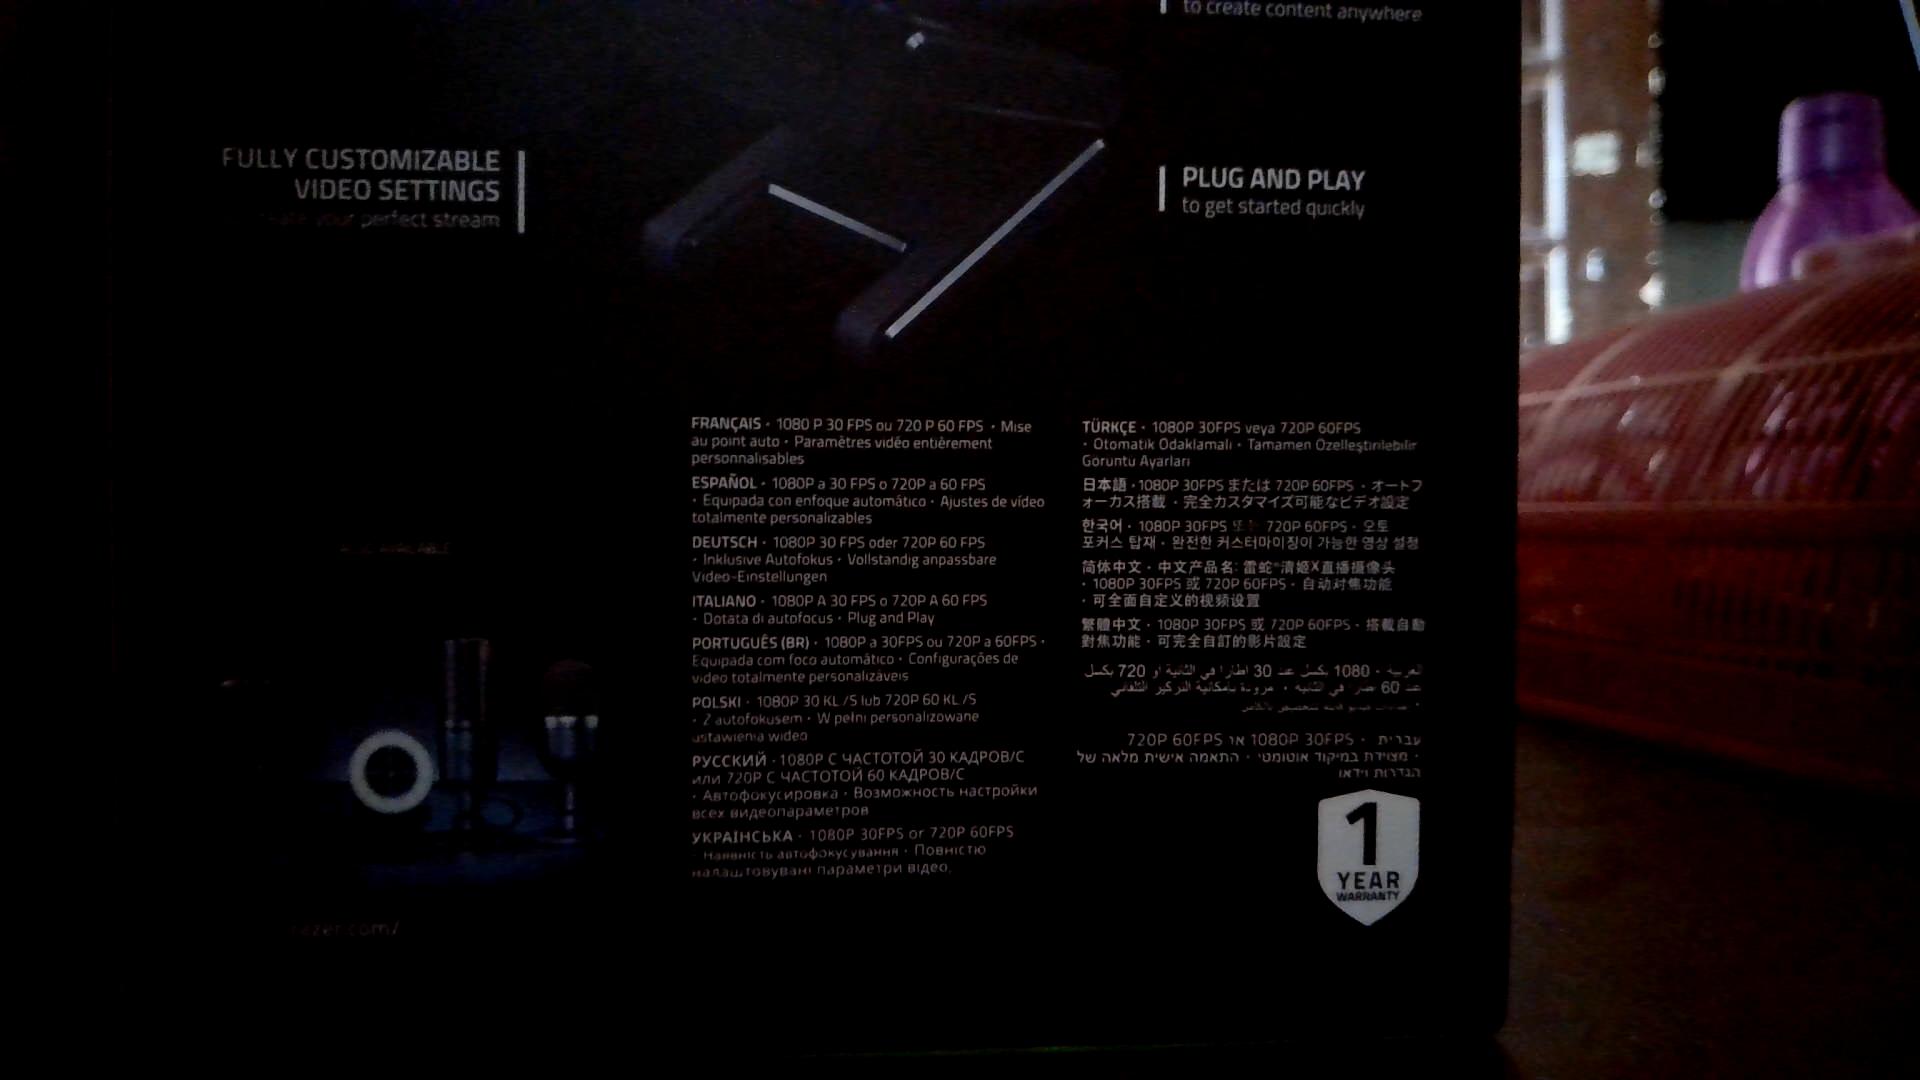 to create content anywhere
FULLY CUSTOMIZABLE
VIDEO SETTINGS
your perfect stream
PLUG AND PLAY
to get started quickly
FRANÇAIS · 1080 P 30 FPS ou 720 P 60 FPS · Mise
au point auto · Paramètres vidéo entièrement
personnalisables
ESPAÑOL · 1080P a 30 FPS o 720P a 60 FPS
· Equipada con enfoque automático · Ajustes de vídeo
totalmente personalizables
DEUTSCH · 1080P 30 FPS oder 720P 60 FPS
· Inklusive Autofokus · Vollständig anpassbare
Video-Einstellungen
ITALIANO · 1080P A 30 FPS o 720P A 60 FPS
· Dotata di autofocus · Plug and Play
PORTUGUÊS (BR) · 1080P a 30FPS ou 720P a 60FPS ·
Equipada com foco automático · Configurações de
vídeo totalmente personalizáveis
POLSKI · 1080P 30 KL./S lub 720P 60 KL./S
· Z autofokusem · W pełni personalizowane
ustawienia wideo
РУССКИЙ · 1080P С ЧАСТОТОЙ 30 КАДРОВ/С
или 720P С ЧАСТОТОЙ 60 КАДРОВ/С
· Автофокусировка · Возможность настройки
всех видеопараметров
УКРАЇНСЬКА · 1080P 30FPS or 720P 60FPS
· Наявність автофокусування · Повністю
налаштовувані параметри відео.
TÜRKÇE · 1080P 30FPS veya 720P 60FPS
· Otomatik Odaklamalı · Tamamen Özelleştirilebilir
Görüntü Ayarları
日本語 · 1080P 30FPS または 720P 60FPS · オートフ
ォーカス搭載 · 完全カスタマイズ可能なビデオ設定
한국어 · 1080P 30FPS 또는 720P 60FPS · 오토
포커스 탑재 · 완전한 커스터마이징이 가능한 영상 설정
简体中文 · 中文产品名: 雷蛇®清姬X直播摄像头
· 1080P 30FPS 或 720P 60FPS · 自动对焦功能
· 可全面自定义的视频设置
繁體中文 · 1080P 30FPS 或 720P 60FPS · 搭載自動
對焦功能 · 可完全自訂的影片設定
العربية · 1080 بكسل عند 30 إطارا في الثانية أو 720 بكسل
عند 60 في الثانية · مزودة بإمكانية التركيز التلقائي
עברית · 1080P 30FPS או 720P 60FPS
· מצוידת במיקוד אוטומטי · התאמה אישית מלאה של
הגדרות וידאו
1
YEAR
WARRANTY
ALSO AVAILABLE
razer.com/